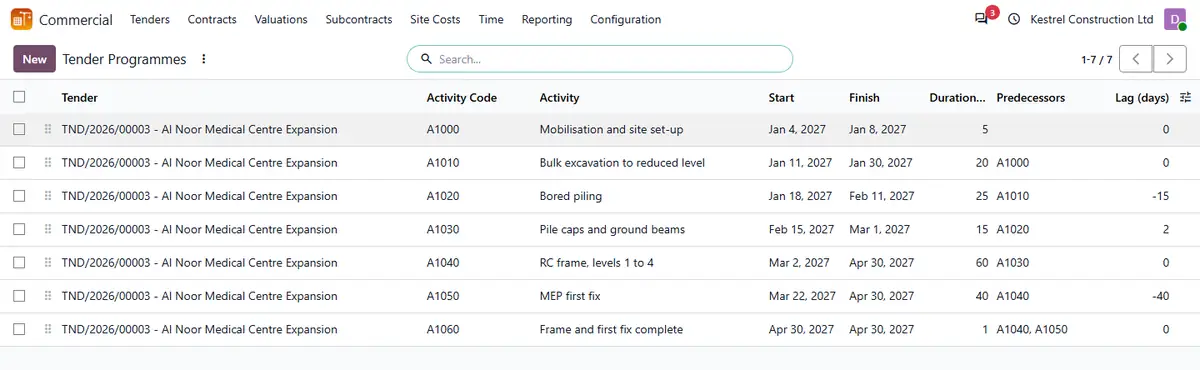 Commercial Tenders Contracts Valuations Subcontracts Site Costs Time Reporting Configuration 3 Kestrel Construction Ltd D
New Tender Programmes Search... 1-7 / 7
Tender Activity Code Activity Start Finish Duration... Predecessors Lag (days)
TND/2026/00003 - Al Noor Medical Centre Expansion A1000 Mobilisation and site set-up Jan 4, 2027 Jan 8, 2027 5 0
TND/2026/00003 - Al Noor Medical Centre Expansion A1010 Bulk excavation to reduced level Jan 11, 2027 Jan 30, 2027 20 A1000 0
TND/2026/00003 - Al Noor Medical Centre Expansion A1020 Bored piling Jan 18, 2027 Feb 11, 2027 25 A1010 -15
TND/2026/00003 - Al Noor Medical Centre Expansion A1030 Pile caps and ground beams Feb 15, 2027 Mar 1, 2027 15 A1020 2
TND/2026/00003 - Al Noor Medical Centre Expansion A1040 RC frame, levels 1 to 4 Mar 2, 2027 Apr 30, 2027 60 A1030 0
TND/2026/00003 - Al Noor Medical Centre Expansion A1050 MEP first fix Mar 22, 2027 Apr 30, 2027 40 A1040 -40
TND/2026/00003 - Al Noor Medical Centre Expansion A1060 Frame and first fix complete Apr 30, 2027 Apr 30, 2027 1 A1040, A1050 0